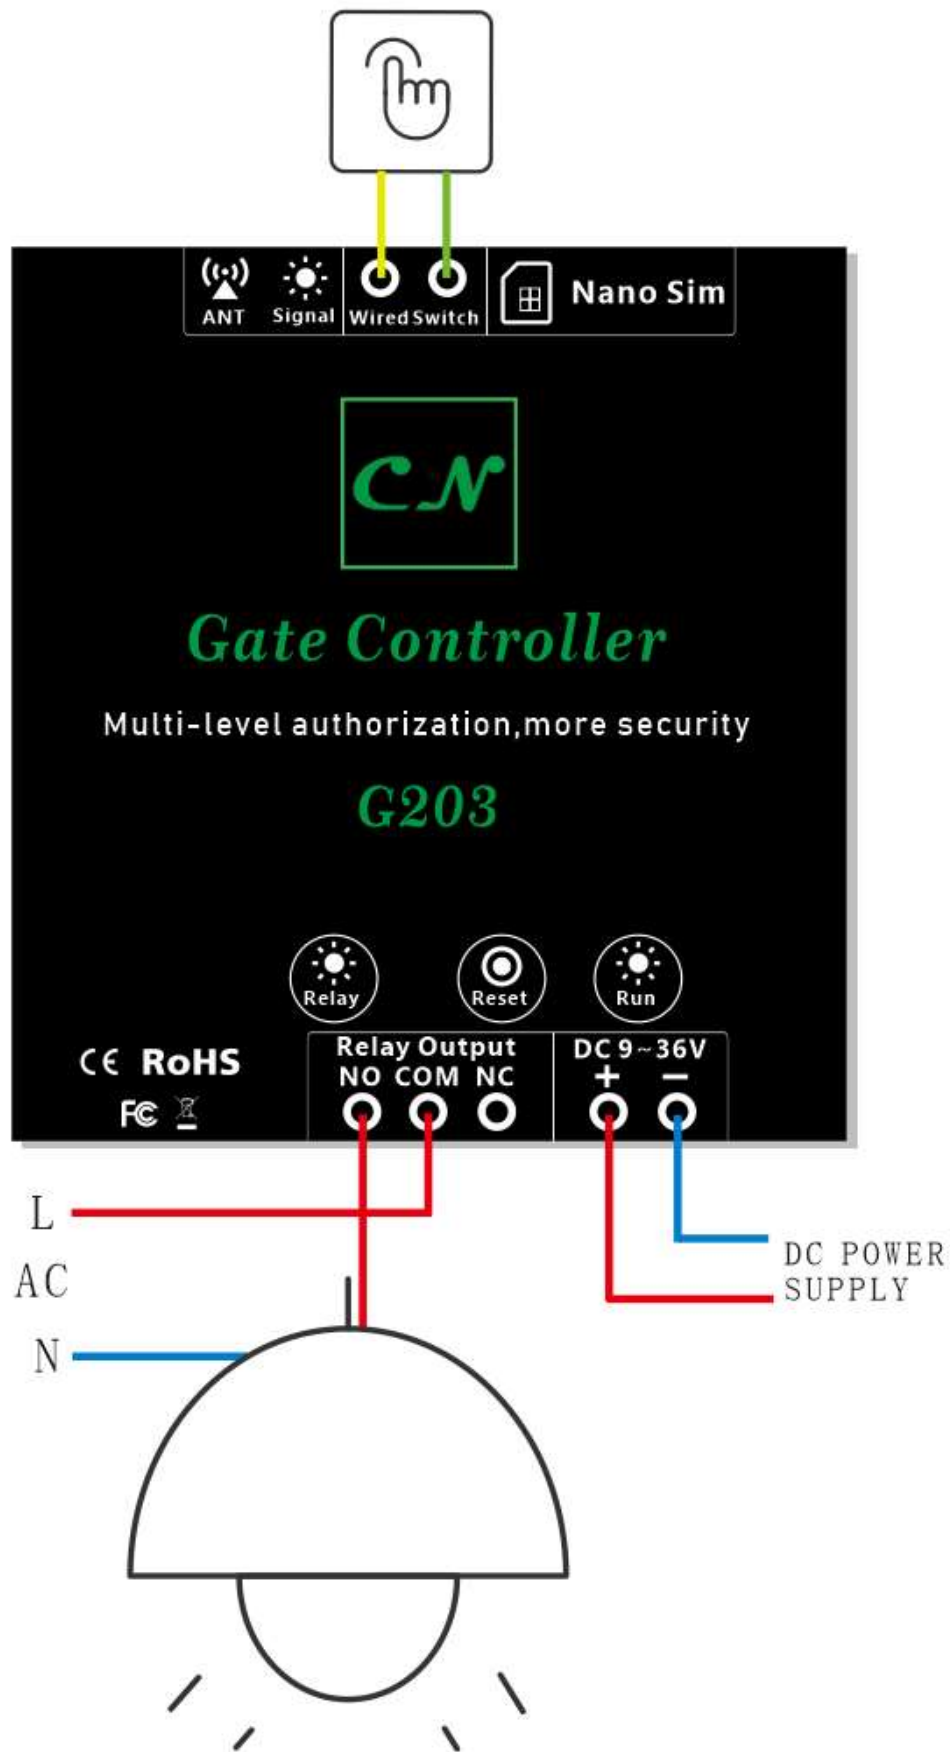 ANT Signal Wired Switch Nano Sim
CN
Gate Controller
Multi-level authorization,more security
G203
Relay Reset Run
CE RoHS
FC
Relay Output
NO COM NC
DC 9~36V
+ −
L
AC
N
DC POWER
SUPPLY